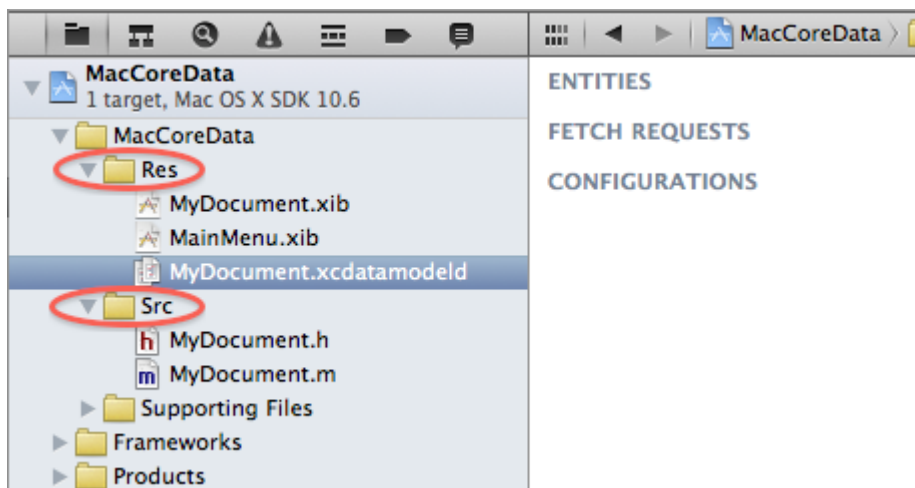 MacCoreData
MacCoreData
1 target, Mac OS X SDK 10.6
MacCoreData
Res
MyDocument.xib
MainMenu.xib
MyDocument.xcdatamodeld
Src
h MyDocument.h
m MyDocument.m
Supporting Files
Frameworks
Products
ENTITIES
FETCH REQUESTS
CONFIGURATIONS